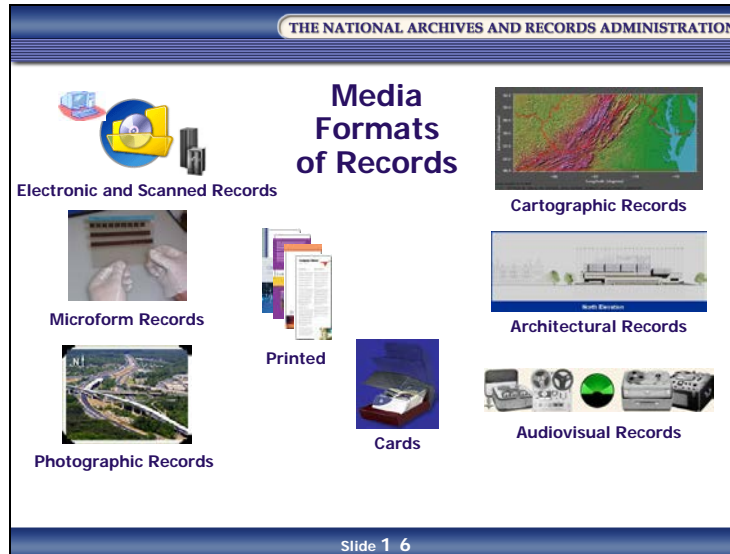 THE NATIONAL ARCHIVES AND RECORDS ADMINISTRATION
Media
Formats
of Records
Electronic and Scanned Records
Cartographic Records
Microform Records
North Elevation
Architectural Records
Printed
N
Photographic Records
Cards
Audiovisual Records
Slide 1 6